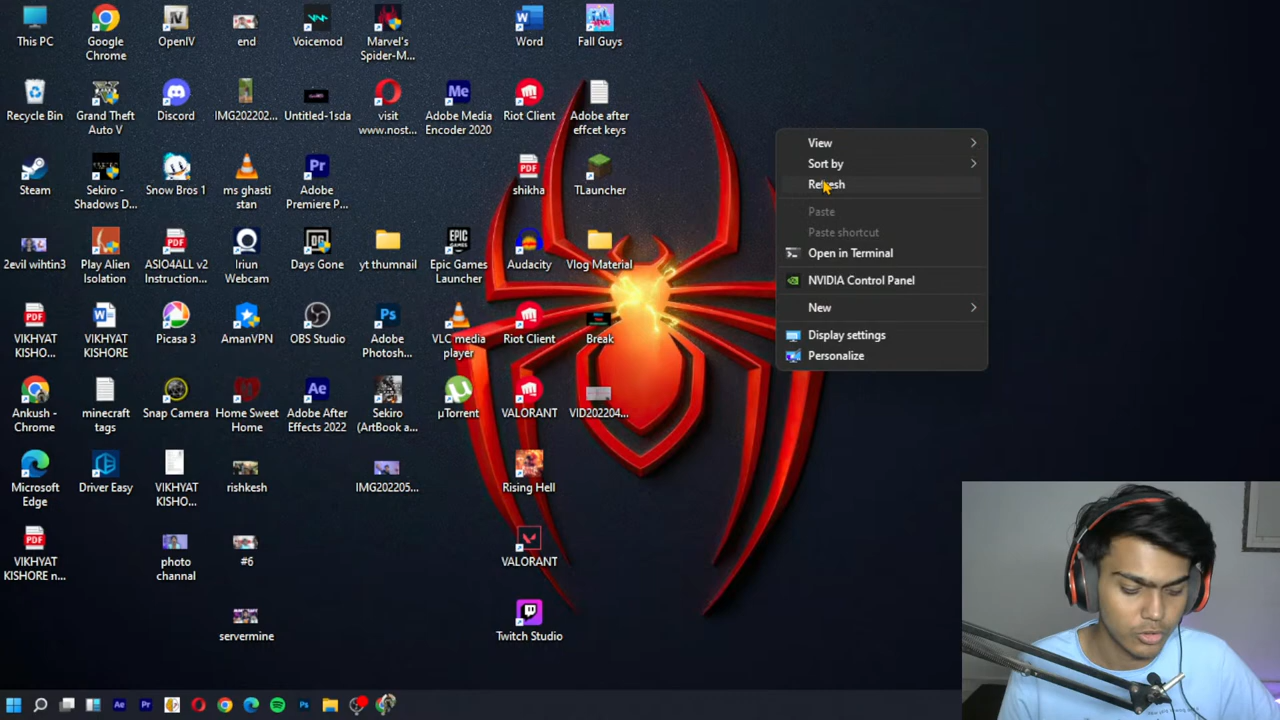 This PC
Google
Chrome
OpenIV
end
Voicemod
Marvel's
Spider-M...
Word
Fall Guys
Recycle Bin
Grand Theft
Auto V
Discord
IMG202202...
Untitled-1sda
visit
www.nost...
Adobe Media
Encoder 2020
Riot Client
Adobe after
effcet keys
Steam
Sekiro -
Shadows D...
Snow Bros 1
ms ghasti
stan
Adobe
Premiere P...
shikha
TLauncher
2evil wihtin3
Play Alien
Isolation
ASIO4ALL v2
Instruction...
Iriun
Webcam
Days Gone
yt thumnail
Epic Games
Launcher
Audacity
Vlog Material
VIKHYAT
KISHO...
VIKHYAT
KISHORE
Picasa 3
AmanVPN
OBS Studio
Adobe
Photosh...
VLC media
player
Riot Client
Break
Ankush -
Chrome
minecraft
tags
Snap Camera
Home Sweet
Home
Adobe After
Effects 2022
Sekiro
(ArtBook a...
µTorrent
VALORANT
VID202204...
Microsoft
Edge
Driver Easy
VIKHYAT
KISHO...
rishkesh
IMG202205...
Rising Hell
VIKHYAT
KISHORE n...
photo
channel
#6
VALORANT
servermine
Twitch Studio
View
Sort by
Refresh
Paste
Paste shortcut
Open in Terminal
NVIDIA Control Panel
New
Display settings
Personalize